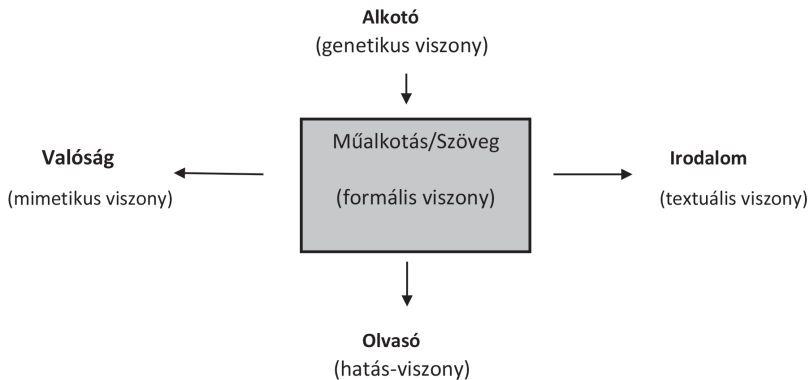 Alkotó
(genetikus viszony)
Műalkotás/Szöveg
Valóság
Irodalom
(mimetikus viszony)
(formális viszony)
(textuális viszony)
Olvasó
(hatás-viszony)